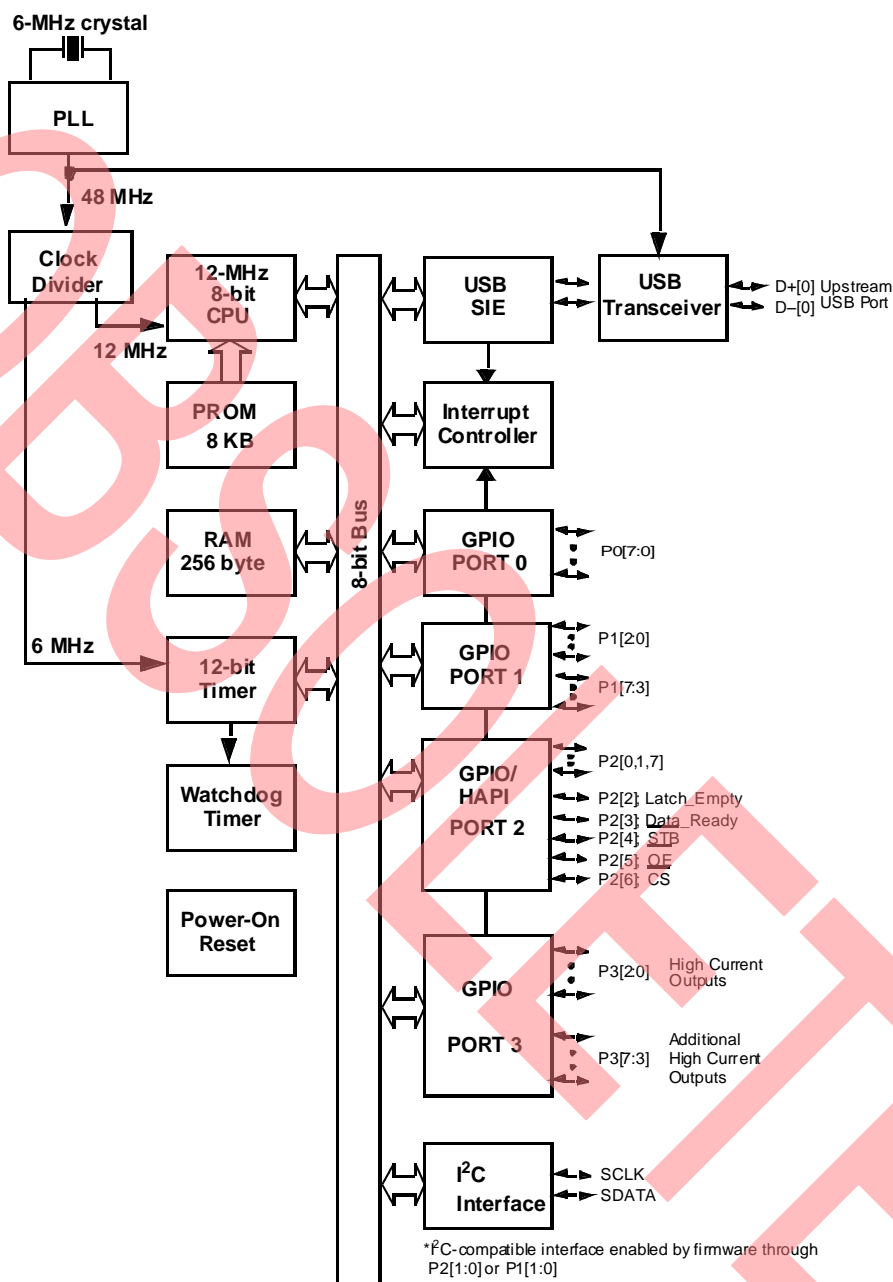 6-MHz crystal
PLL
48 MHz
Clock
Divider
12-MHz
8-bit
CPU
USB
SIE
USB
Transceiver
D+[0] Upstream
D–[0] USB Port
12 MHz
PROM
8 KB
Interrupt
Controller
8-bit Bus
RAM
256 byte
GPIO
PORT 0
P0[7:0]
6 MHz
12-bit
Timer
GPIO
PORT 1
P1[2:0]
P1[7:3]
Watchdog
Timer
GPIO/
HAPI
PORT 2
P2[0,1,7]
P2[2]; Latch_Empty
P2[3]; Data_Ready
P2[4]; STB
P2[5]; OE
P2[6]; CS
Power-On
Reset
GPIO
PORT 3
P3[2:0]
High Current
Outputs
P3[7:3]
Additional
High Current
Outputs
I²C
Interface
SCLK
SDATA
*I²C-compatible interface enabled by firmware through
P2[1:0] or P1[1:0]
OBSOLETE